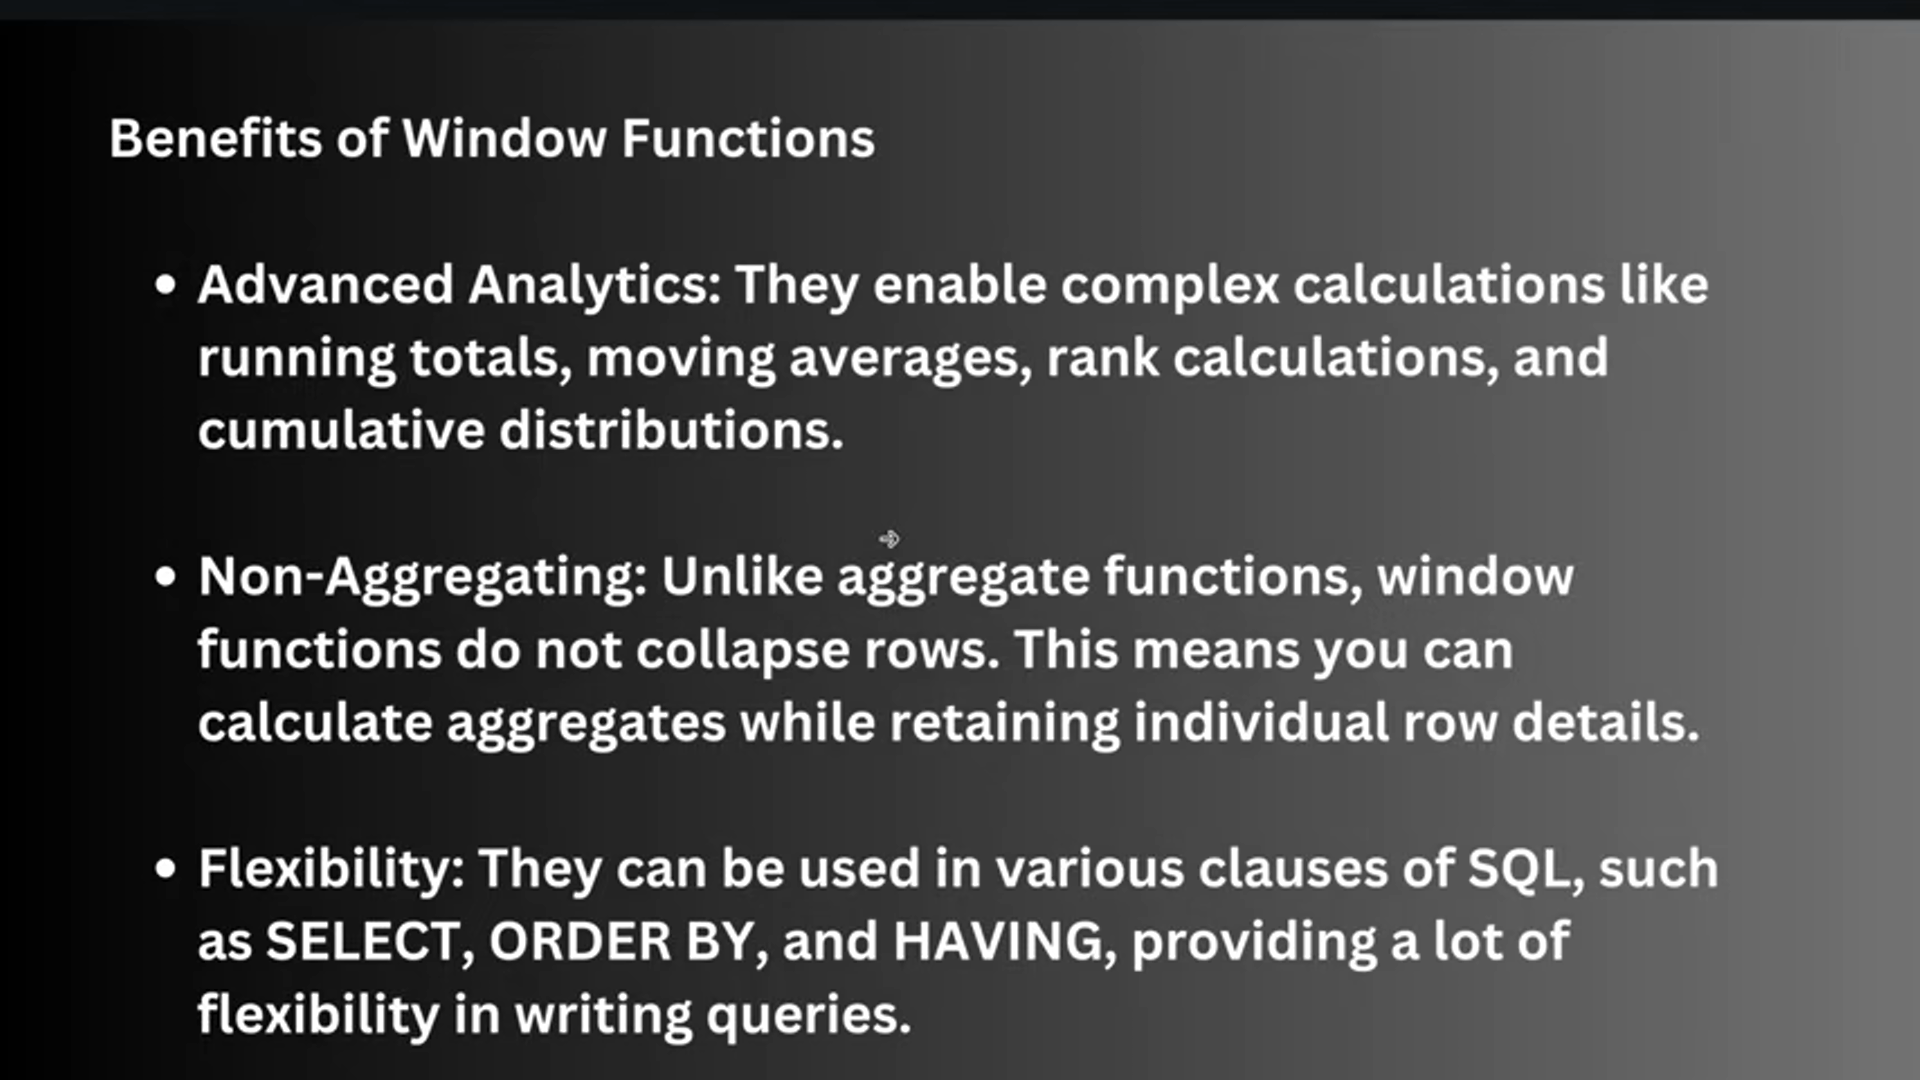 Benefits of Window Functions
• Advanced Analytics: They enable complex calculations like
running totals, moving averages, rank calculations, and
cumulative distributions.
• Non-Aggregating: Unlike aggregate functions, window
functions do not collapse rows. This means you can
calculate aggregates while retaining individual row details.
• Flexibility: They can be used in various clauses of SQL, such
as SELECT, ORDER BY, and HAVING, providing a lot of
flexibility in writing queries.